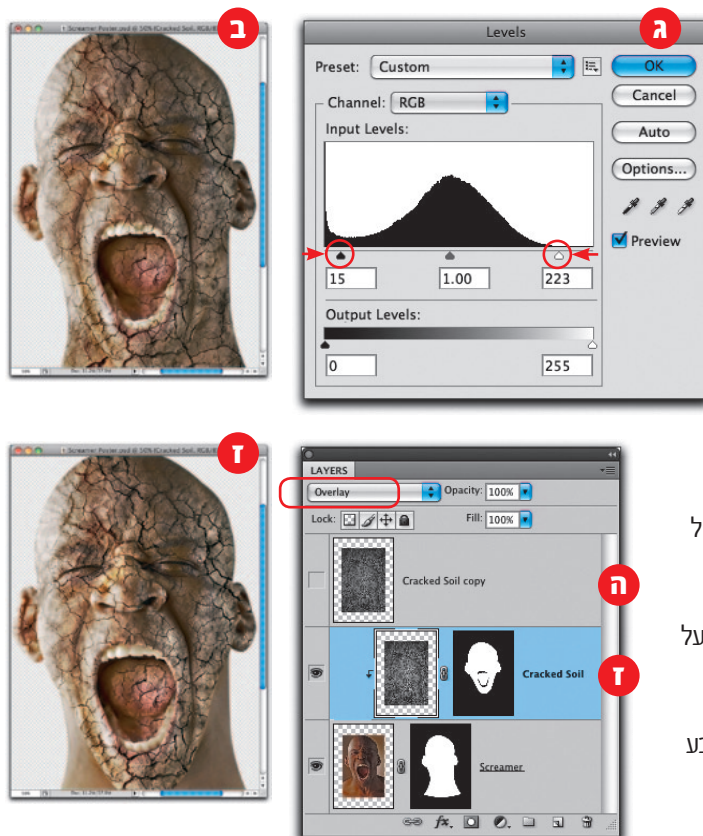 ב
ג
Levels
Preset: Custom
OK
Channel: RGB
Cancel
Input Levels:
Auto
Options...
Preview
15 1.00 223
Output Levels:
0 255
ז
LAYERS
Overlay Opacity: 100%
Lock: Fill: 100%
Cracked Soil copy
ה
Cracked Soil
ז
Screamer
fx.
ל
על
בע